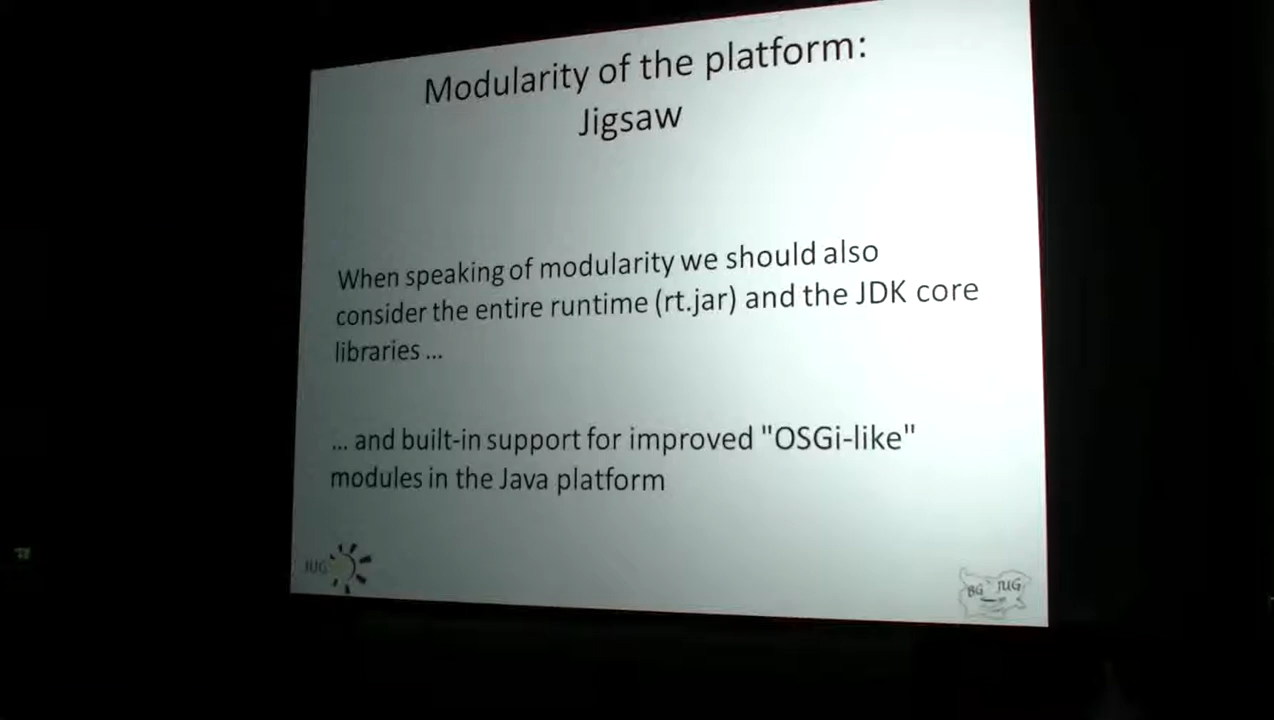 Modularity of the platform:
Jigsaw
When speaking of modularity we should also
consider the entire runtime (rt.jar) and the JDK core
libraries ...
... and built-in support for improved "OSGi-like"
modules in the Java platform
JUG
BG JUG